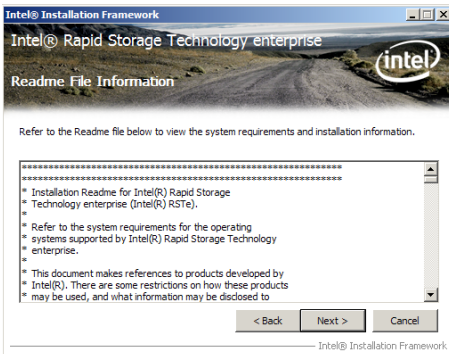 Intel® Installation Framework
Intel® Rapid Storage Technology enterprise
intel
Readme File Information
Refer to the Readme file below to view the system requirements and installation information.
************************************************************
************************************************************
* Installation Readme for Intel(R) Rapid Storage
* Technology enterprise (Intel(R) RSTe).
*
* Refer to the system requirements for the operating
* systems supported by Intel(R) Rapid Storage Technology
* enterprise.
*
* This document makes references to products developed by
* Intel(R). There are some restrictions on how these products
* may be used, and what information may be disclosed to
< Back Next > Cancel
Intel® Installation Framework